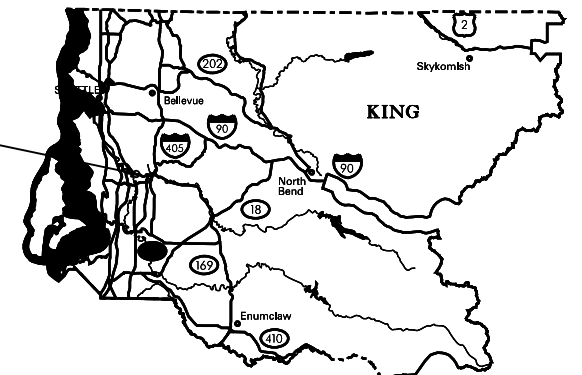 2
202
Skykomish
SEATTLE
Bellevue
KING
90
405
90
North
Bend
18
169
Enumclaw
410